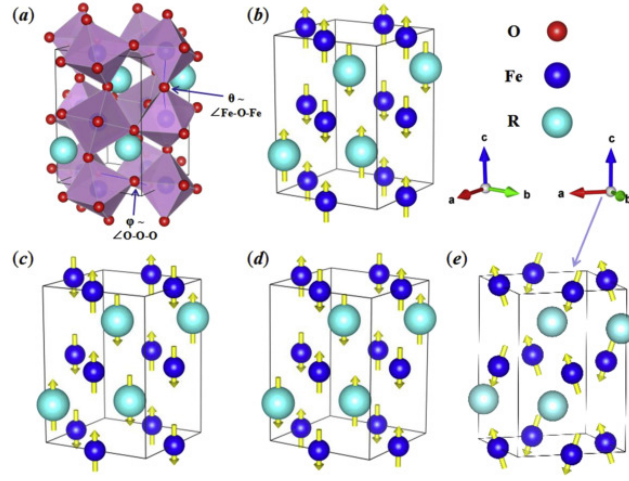 (a)
θ ~
∠Fe-O-Fe
φ ~
∠O-O-O
(b)
O
Fe
R
c
a
b
c
a
b
(c)
(d)
(e)